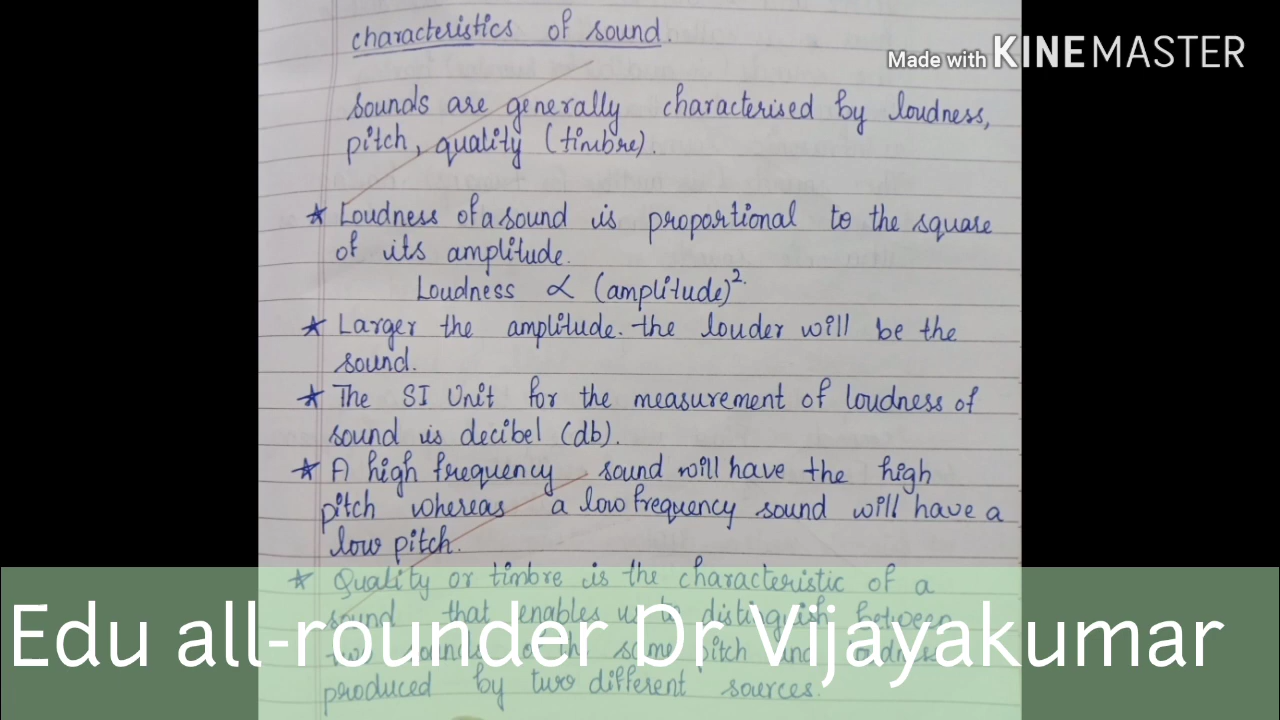 characteristics of sound.
Made with KINEMASTER
sounds are generally characterised by loudness,
pitch, quality (timbre).
* Loudness of a sound is proportional to the square
of its amplitude.
Loudness ∝ (amplitude)².
* Larger the amplitude. the louder will be the
sound.
* The SI Unit for the measurement of loudness of
sound is decibel (db).
* A high frequency sound will have the high
pitch whereas a low frequency sound will have a
low pitch.
* Quality or timbre is the characteristic of a
sound that enables us to distinguish between
Edu all-rounder Dr Vijayakumar
two sounds of the same pitch and loudness
produced by two different sources.